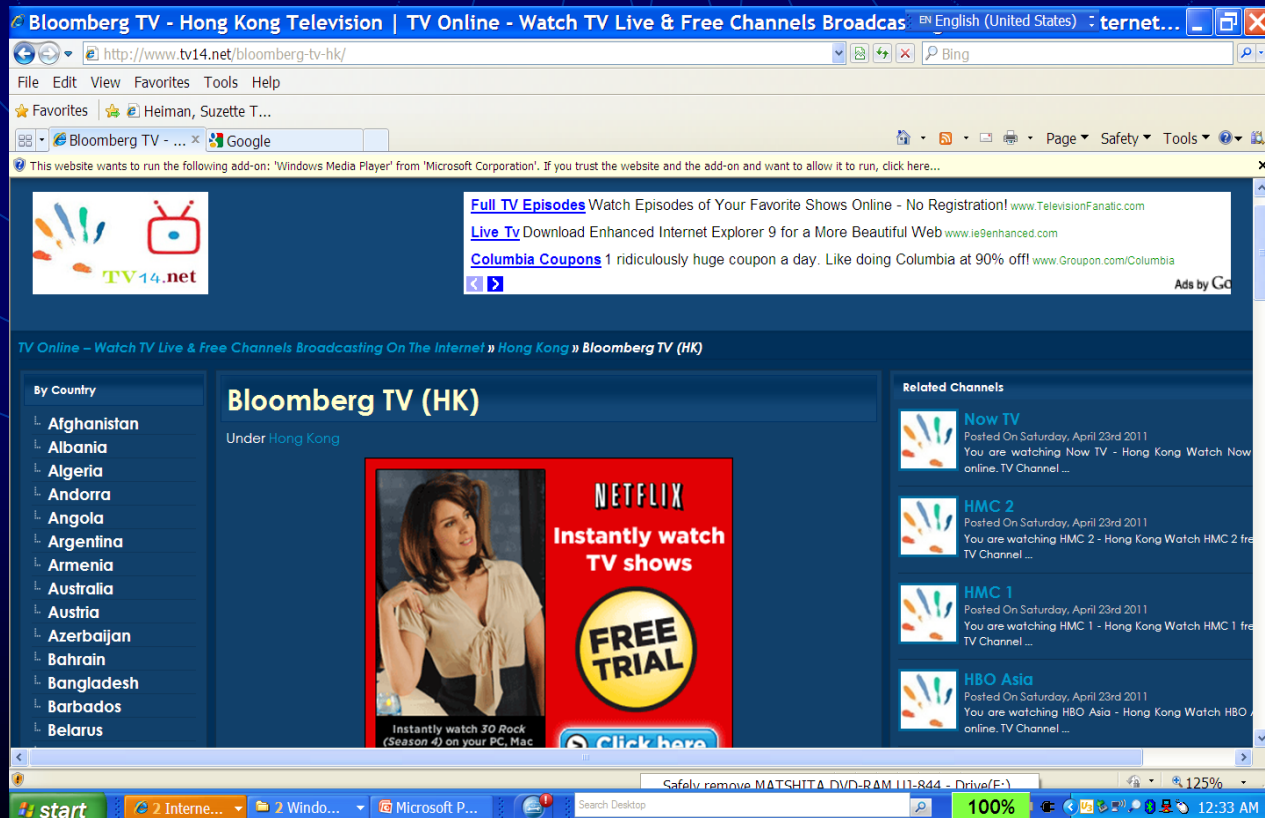 Bloomberg TV - Hong Kong Television | TV Online - Watch TV Live & Free Channels Broadcas
EN English (United States)
ternet...
http://www.tv14.net/bloomberg-tv-hk/
Bing
File Edit View Favorites Tools Help
Favorites
Heiman, Suzette T...
Bloomberg TV - ...
Google
Page Safety Tools
This website wants to run the following add-on: 'Windows Media Player' from 'Microsoft Corporation'. If you trust the website and the add-on and want to allow it to run, click here...
TV14.net
Full TV Episodes Watch Episodes of Your Favorite Shows Online - No Registration! www.TelevisionFanatic.com
Live Tv Download Enhanced Internet Explorer 9 for a More Beautiful Web www.ie9enhanced.com
Columbia Coupons 1 ridiculously huge coupon a day. Like doing Columbia at 90% off! www.Groupon.com/Columbia
Ads by Go
TV Online – Watch TV Live & Free Channels Broadcasting On The Internet » Hong Kong » Bloomberg TV (HK)
By Country
Afghanistan
Albania
Algeria
Andorra
Angola
Argentina
Armenia
Australia
Austria
Azerbaijan
Bahrain
Bangladesh
Barbados
Belarus
Bloomberg TV (HK)
Under Hong Kong
NETFLIX
Instantly watch
TV shows
FREE
TRIAL
Instantly watch 30 Rock
(Season 4) on your PC, Mac
Click here
Related Channels
Now TV
Posted On Saturday, April 23rd 2011
You are watching Now TV - Hong Kong Watch Now
online. TV Channel ...
HMC 2
Posted On Saturday, April 23rd 2011
You are watching HMC 2 - Hong Kong Watch HMC 2 fre
TV Channel ...
HMC 1
Posted On Saturday, April 23rd 2011
You are watching HMC 1 - Hong Kong Watch HMC 1 fre
TV Channel ...
HBO Asia
Posted On Saturday, April 23rd 2011
You are watching HBO Asia - Hong Kong Watch HBO
online. TV Channel ...
Safely remove MATSHITA DVD-RAM UJ-844 - Drive(E:)
125%
start
2 Interne...
2 Windo...
Microsoft P...
Search Desktop
100%
12:33 AM